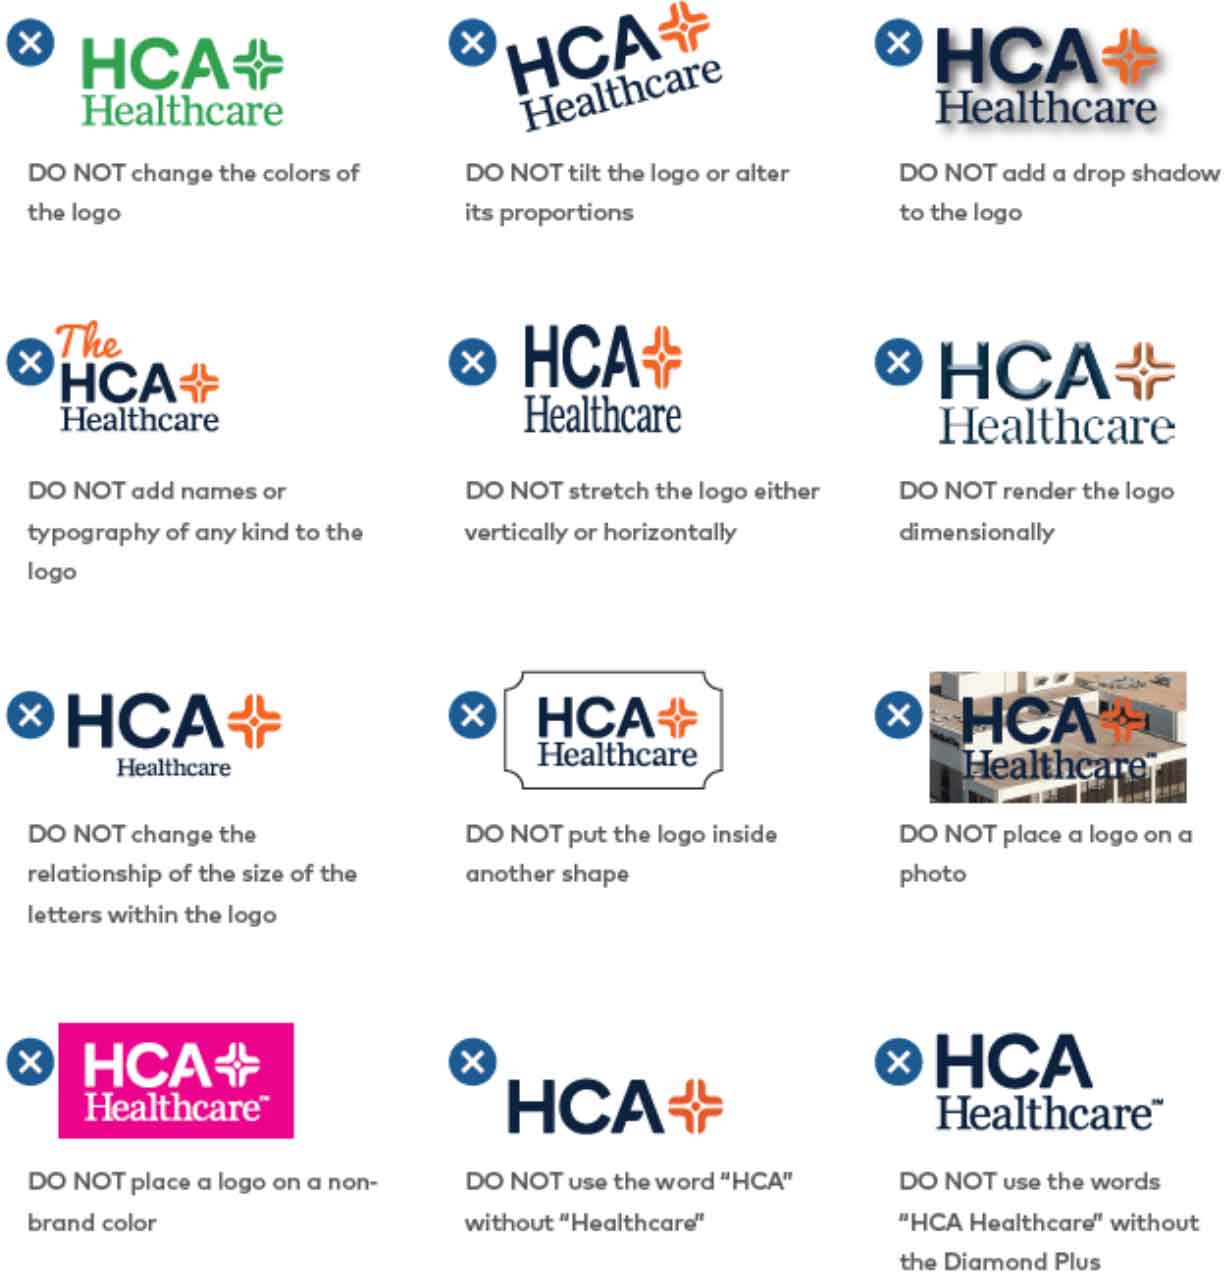 HCA
Healthcare
DO NOT change the colors of
the logo
HCA
Healthcare
DO NOT tilt the logo or alter
its proportions
HCA
Healthcare
DO NOT add a drop shadow
to the logo
The
HCA
Healthcare
DO NOT add names or
typography of any kind to the
logo
HCA
Healthcare
DO NOT stretch the logo either
vertically or horizontally
HCA
Healthcare
DO NOT render the logo
dimensionally
HCA
Healthcare
DO NOT change the
relationship of the size of the
letters within the logo
HCA
Healthcare
DO NOT put the logo inside
another shape
HCA
Healthcare™
DO NOT place a logo on a
photo
HCA
Healthcare™
DO NOT place a logo on a non-
brand color
HCA
DO NOT use the word “HCA”
without “Healthcare”
HCA
Healthcare™
DO NOT use the words
“HCA Healthcare” without
the Diamond Plus